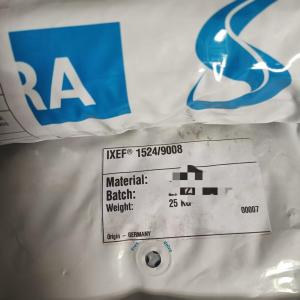 RA
IXEF® 1524/9008
Material:
Batch:
Weight: 25
00007
Origin - GERMANY